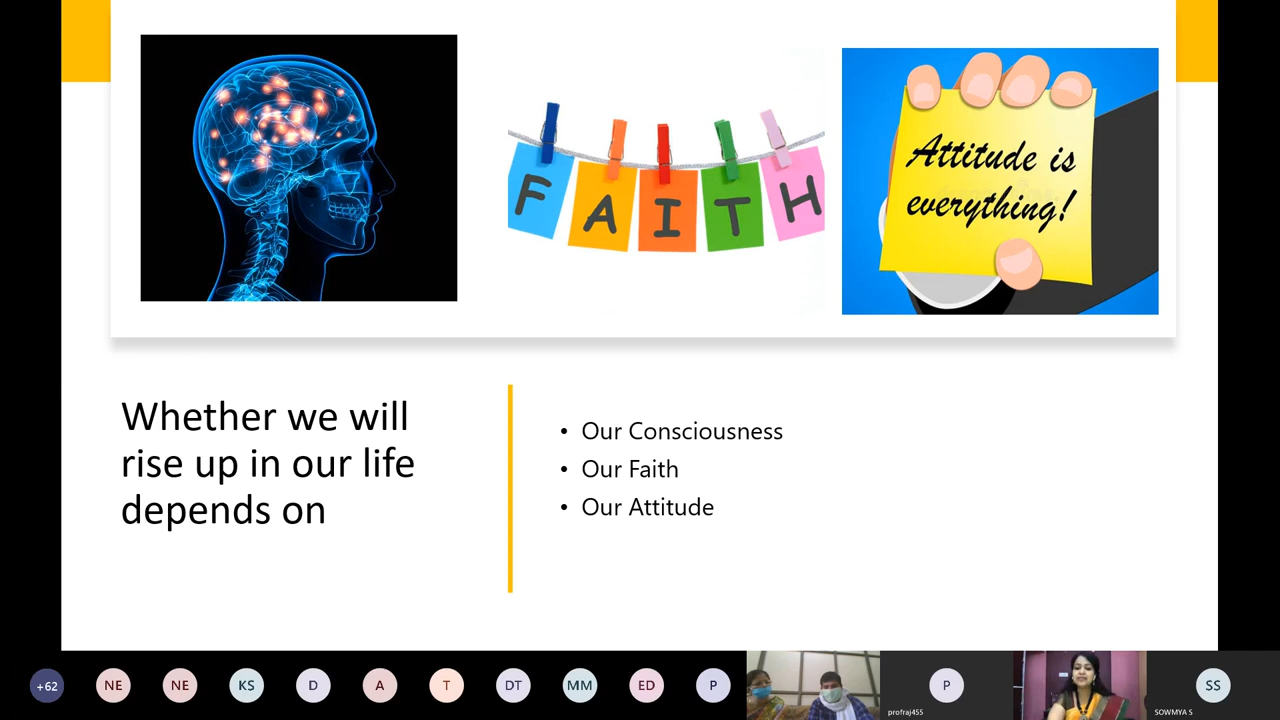 FAITH
Attitude is
everything!
Whether we will
rise up in our life
depends on
• Our Consciousness
• Our Faith
• Our Attitude
+62 NE NE KS D A T DT MM ED P P SS
profraj455
SOWMYA S